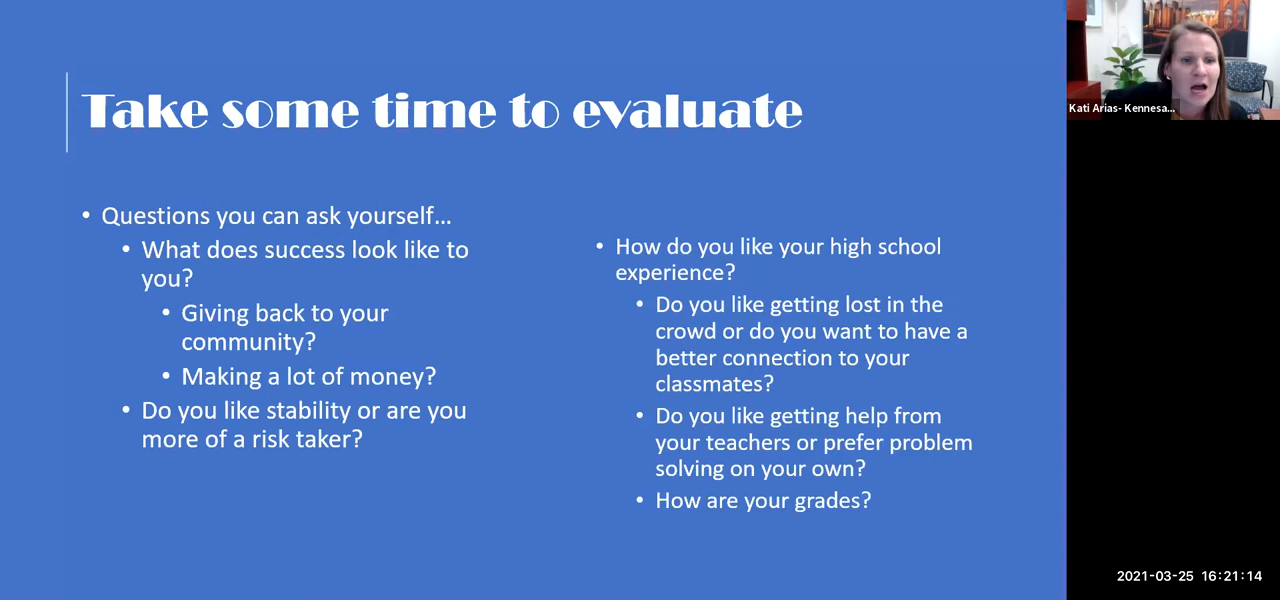 Take some time to evaluate
• Questions you can ask yourself...
• What does success look like to
you?
• Giving back to your
community?
• Making a lot of money?
• Do you like stability or are you
more of a risk taker?
• How do you like your high school
experience?
• Do you like getting lost in the
crowd or do you want to have a
better connection to your
classmates?
• Do you like getting help from
your teachers or prefer problem
solving on your own?
• How are your grades?
Kati Arias- Kennesa...
2021-03-25 16:21:14